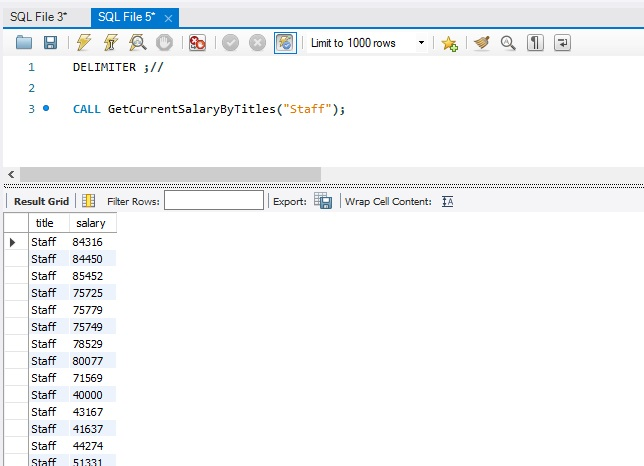 SQL File 3* SQL File 5*
Limit to 1000 rows
1 DELIMITER ;//
2
3 CALL GetCurrentSalaryByTitles("Staff");
Result Grid Filter Rows: Export: Wrap Cell Content:
title salary
Staff 84316
Staff 84450
Staff 85452
Staff 75725
Staff 75779
Staff 75749
Staff 78529
Staff 80077
Staff 71569
Staff 40000
Staff 43167
Staff 41637
Staff 44274
Staff 51331